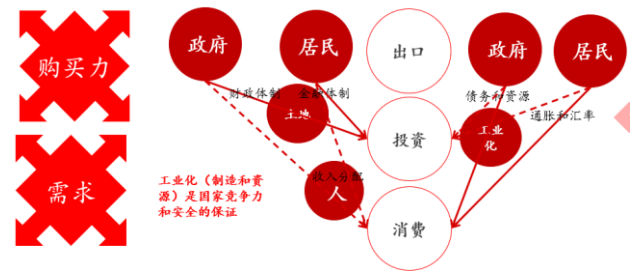 购买力
需求
政府
居民
出口
政府
居民
财政体制
金融体制
土地
投资
债务和资源
工业
化
通胀和汇率
收入分配
人
消费
工业化（制造和资
源）是国家竞争力
和安全的保证